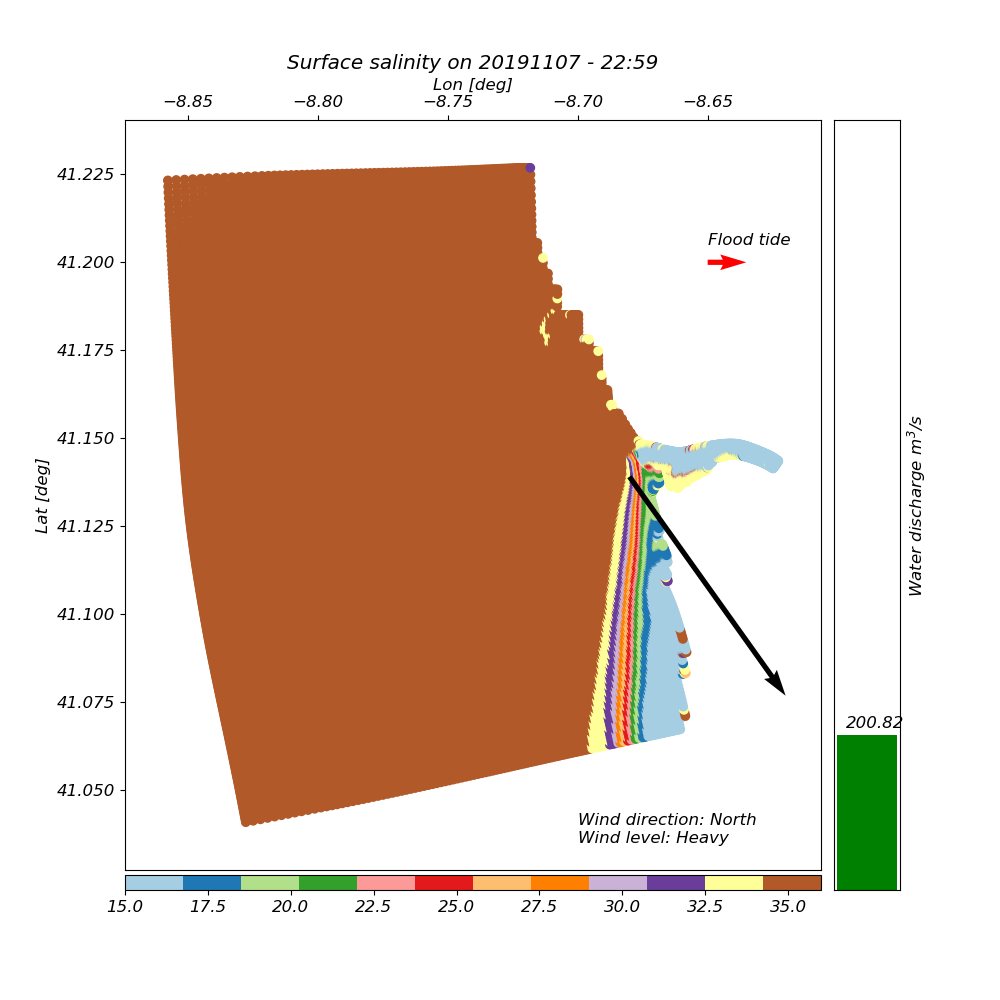 Surface salinity on 20191107 - 22:59
Lon [deg]
−8.85 −8.80 −8.75 −8.70 −8.65
41.225
41.200
41.175
41.150
41.125
41.100
41.075
41.050
Lat [deg]
Flood tide
Wind direction: North
Wind level: Heavy
15.0 17.5 20.0 22.5 25.0 27.5 30.0 32.5 35.0
200.82
Water discharge m³/s